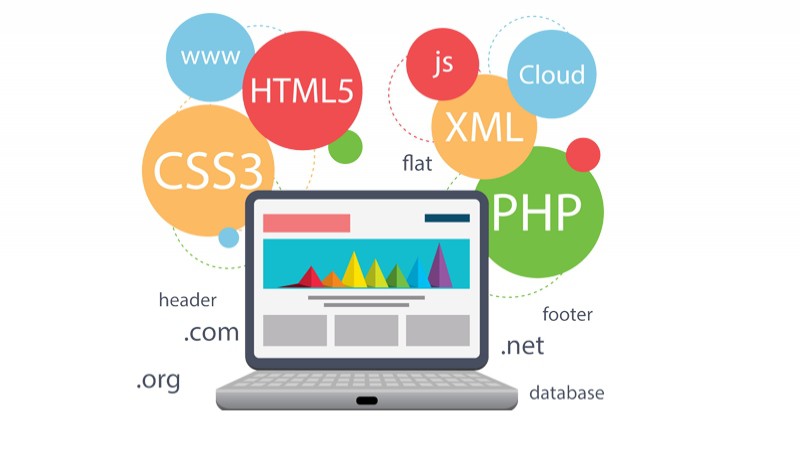 www
HTML5
js
Cloud
XML
CSS3
flat
PHP
header
footer
.com
.net
.org
database